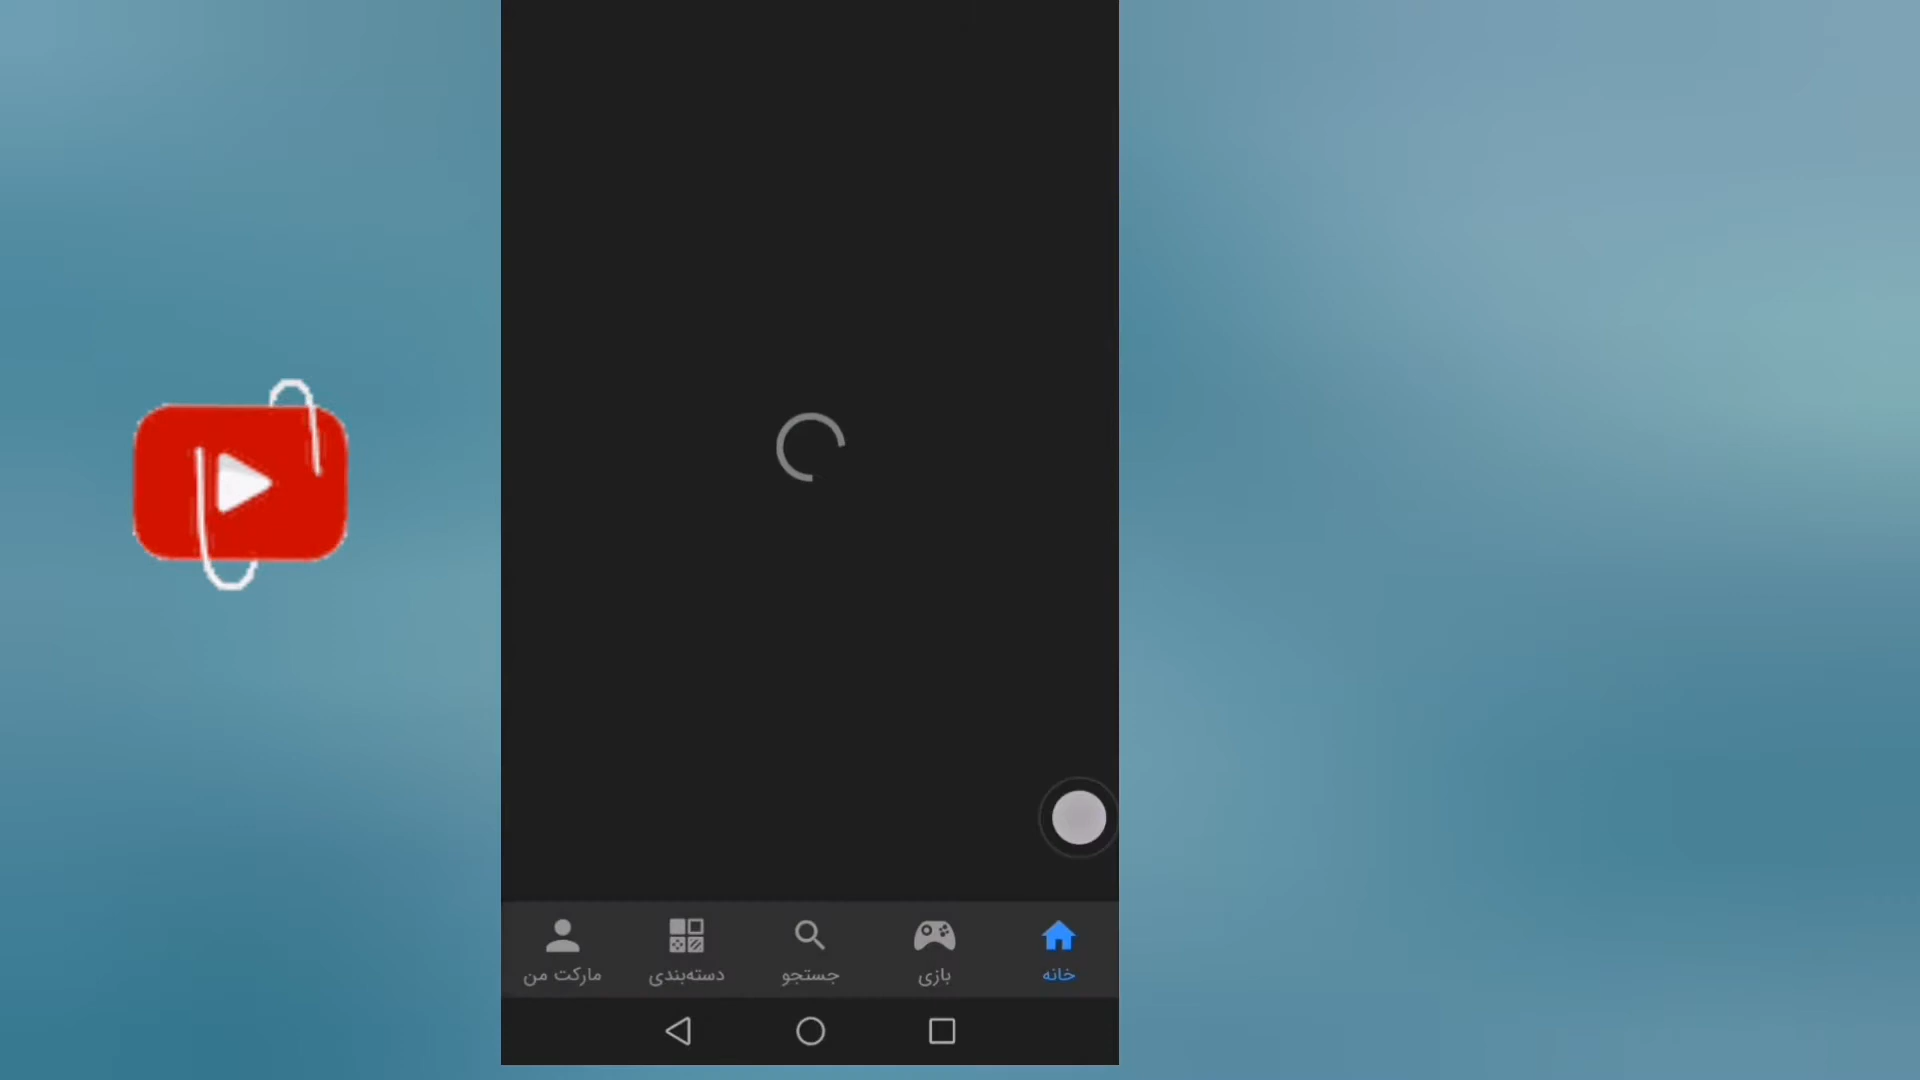 خانه
بازی
جستجو
دسته‌بندی
مارکت من